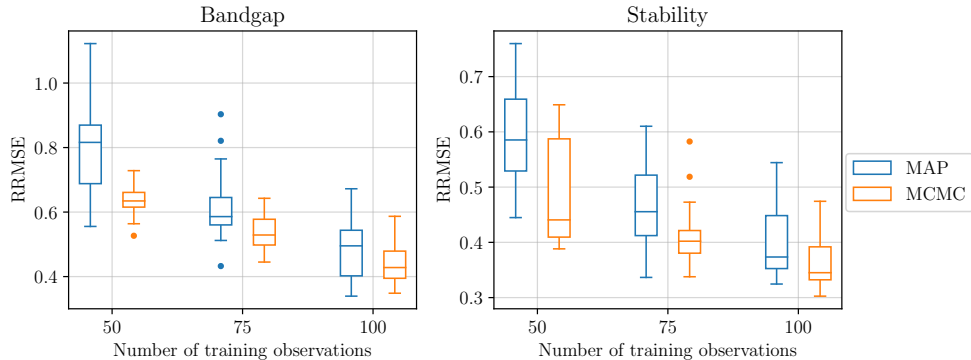 Bandgap
RRMSE
1.0
0.8
0.6
0.4
50
75
100
Number of training observations
Stability
RRMSE
0.7
0.6
0.5
0.4
0.3
50
75
100
Number of training observations
MAP
MCMC